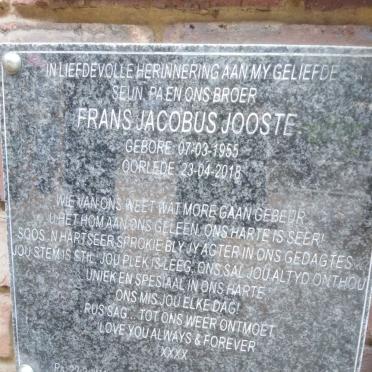 IN LIEFDEVOLLE HERINNERING AAN MY GELIEFDE
SEUN, PA EN ONS BROER
FRANS JACOBUS JOOSTE
GEBORE: 07-03-1955
OORLEDE: 23-04-2018
WIE VAN ONS WEET WAT MORE GAAN GEBEUR
U HET HOM AAN ONS GELEEN, ONS HARTE IS SEER!
SOOS 'N HARTSEER SPROKIE BLY JY AGTER IN ONS GEDAGTES
JOU STEM IS STIL, JOU PLEK IS LEEG, ONS SAL JOU ALTYD ONTHOU
UNIEK EN SPESIAAL IN ONS HARTE
ONS MIS JOU ELKE DAG!
RUS SAG... TOT ONS WEER ONTMOET
LOVE YOU ALWAYS & FOREVER
XXXX
Ps